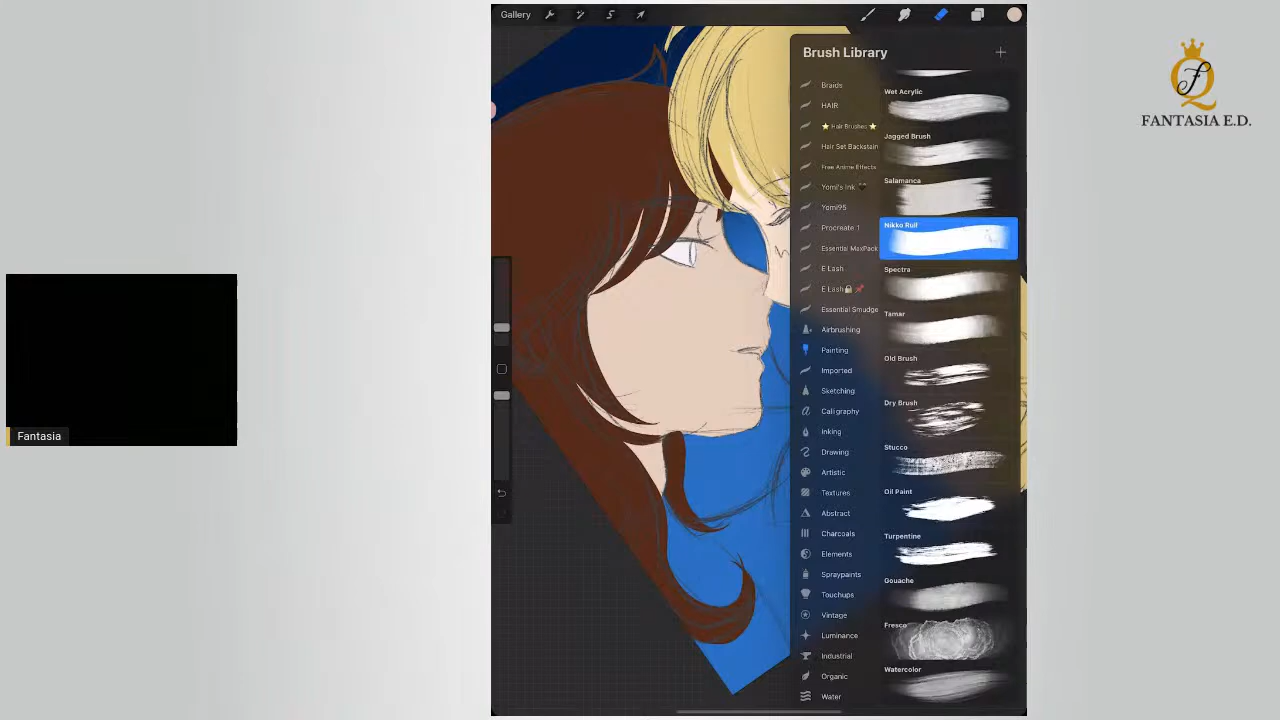 Gallery
Brush Library
Braids
HAIR
⭐ Hair Brushes ⭐
Hair Set Backstain
Free Anime Effects
Yomi's Ink
Yomi95
Procreate 1
Essential MaxPack
E Lash
E Lash🔒📌
Essential Smudge
Airbrushing
Painting
Imported
Sketching
Calligraphy
Inking
Drawing
Artistic
Textures
Abstract
Charcoals
Elements
Spraypaints
Touchups
Vintage
Luminance
Industrial
Organic
Water
Wet Acrylic
Jagged Brush
Salamanca
Nikko Rull
Spectra
Tamar
Old Brush
Dry Brush
Stucco
Oil Paint
Turpentine
Gouache
Fresco
Watercolor
Fantasia
FANTASIA E.D.